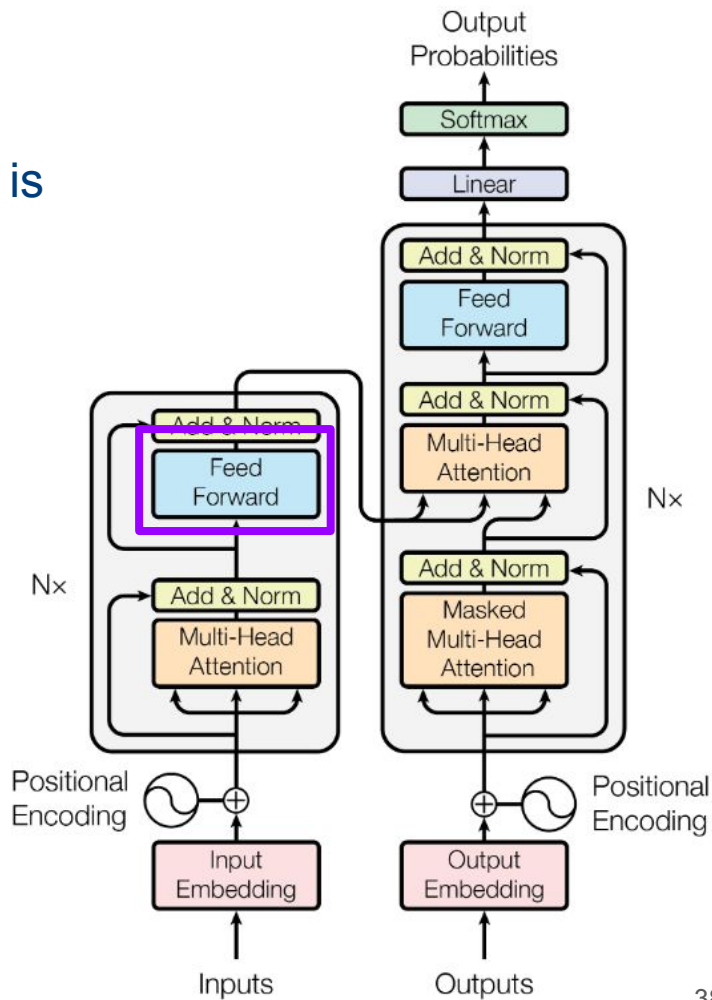 Output
Probabilities
Softmax
is
Linear
Add & Norm
Feed
Forward
Add & Norm
Multi-Head
Attention
Nx
Add & Norm
Masked
Multi-Head
Attention
Add & Norm
Feed
Forward
Nx
Add & Norm
Multi-Head
Attention
Positional
Encoding
Positional
Encoding
Input
Embedding
Output
Embedding
Inputs
Outputs